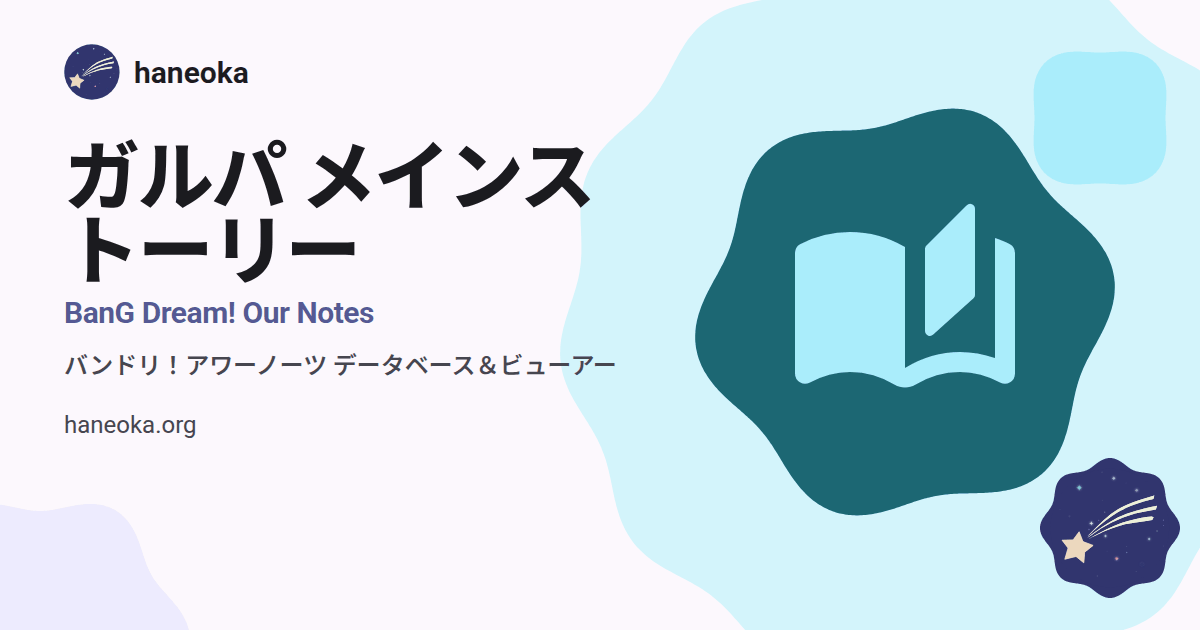 haneoka
ガルパ メインス
トーリー
BanG Dream! Our Notes
バンドリ！アワーノーツ データベース＆ビューアー
haneoka.org